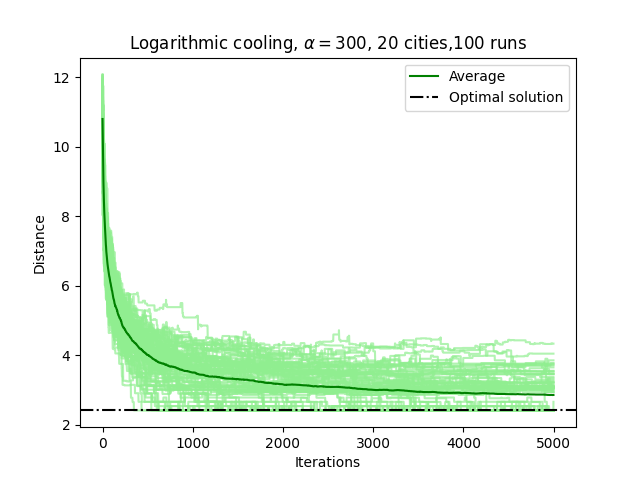 Logarithmic cooling, α = 300, 20 cities,100 runs
Average
Optimal solution
12
10
8
6
4
2
Distance
0 1000 2000 3000 4000 5000
Iterations